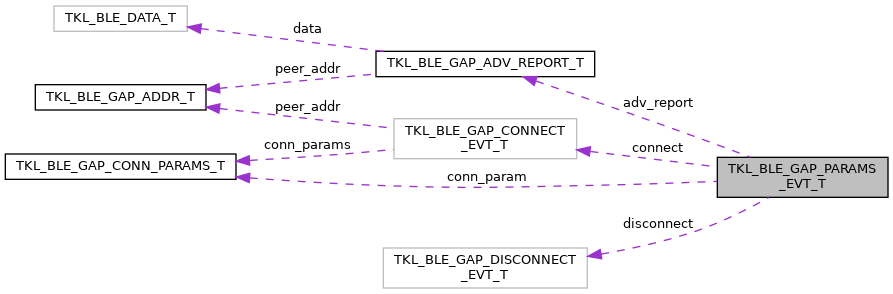 TKL_BLE_DATA_T
data
TKL_BLE_GAP_ADV_REPORT_T
peer_addr
TKL_BLE_GAP_ADDR_T
adv_report
peer_addr
TKL_BLE_GAP_CONNECT
_EVT_T
conn_params
connect
TKL_BLE_GAP_CONN_PARAMS_T
TKL_BLE_GAP_PARAMS
_EVT_T
conn_param
disconnect
TKL_BLE_GAP_DISCONNECT
_EVT_T